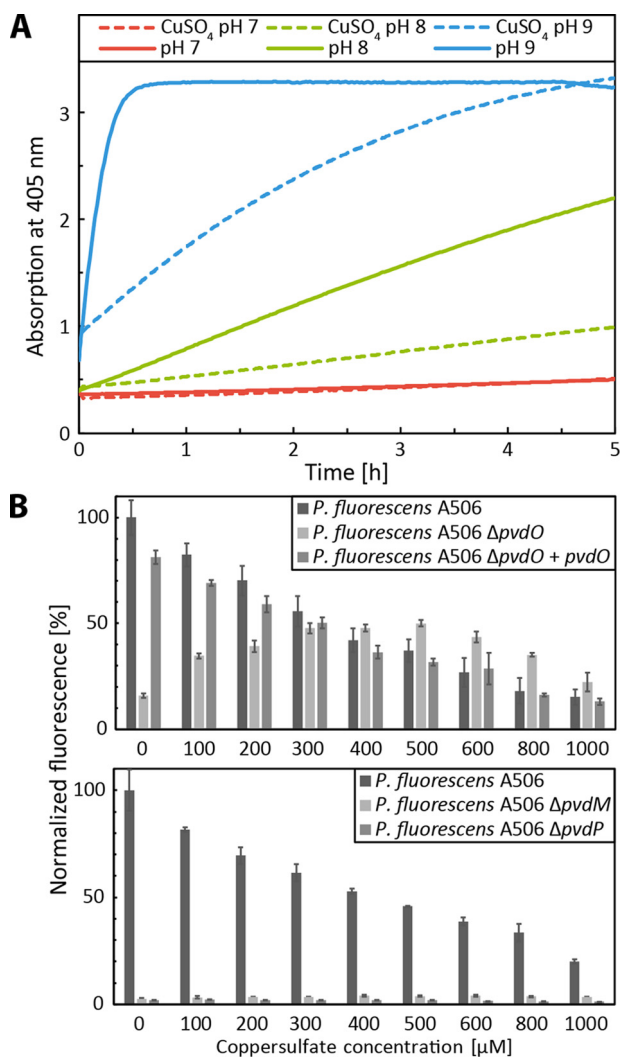 A
CuSO4 pH 7 CuSO4 pH 8 CuSO4 pH 9
pH 7 pH 8 pH 9
Absorption at 405 nm
3
2
1
0
0 1 2 3 4 5
Time [h]
B
Normalized fluorescence [%]
100
50
0
P. fluorescens A506
P. fluorescens A506 ΔpvdO
P. fluorescens A506 ΔpvdO + pvdO
0 100 200 300 400 500 600 800 1000
100
50
0
P. fluorescens A506
P. fluorescens A506 ΔpvdM
P. fluorescens A506 ΔpvdP
0 100 200 300 400 500 600 800 1000
Coppersulfate concentration [µM]